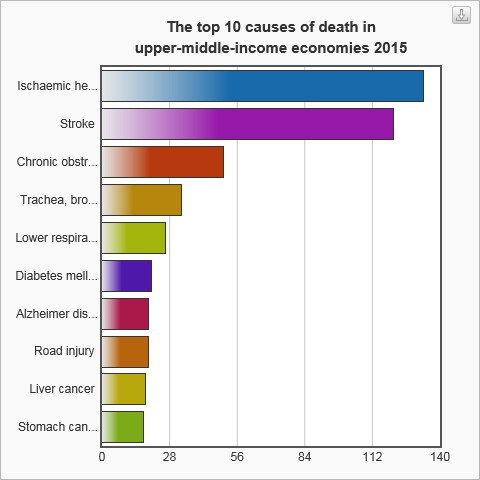 The top 10 causes of death in
upper-middle-income economies 2015
Ischaemic he...
Stroke
Chronic obstr...
Trachea, bro...
Lower respira...
Diabetes mell...
Alzheimer dis...
Road injury
Liver cancer
Stomach can...
0 28 56 84 112 140